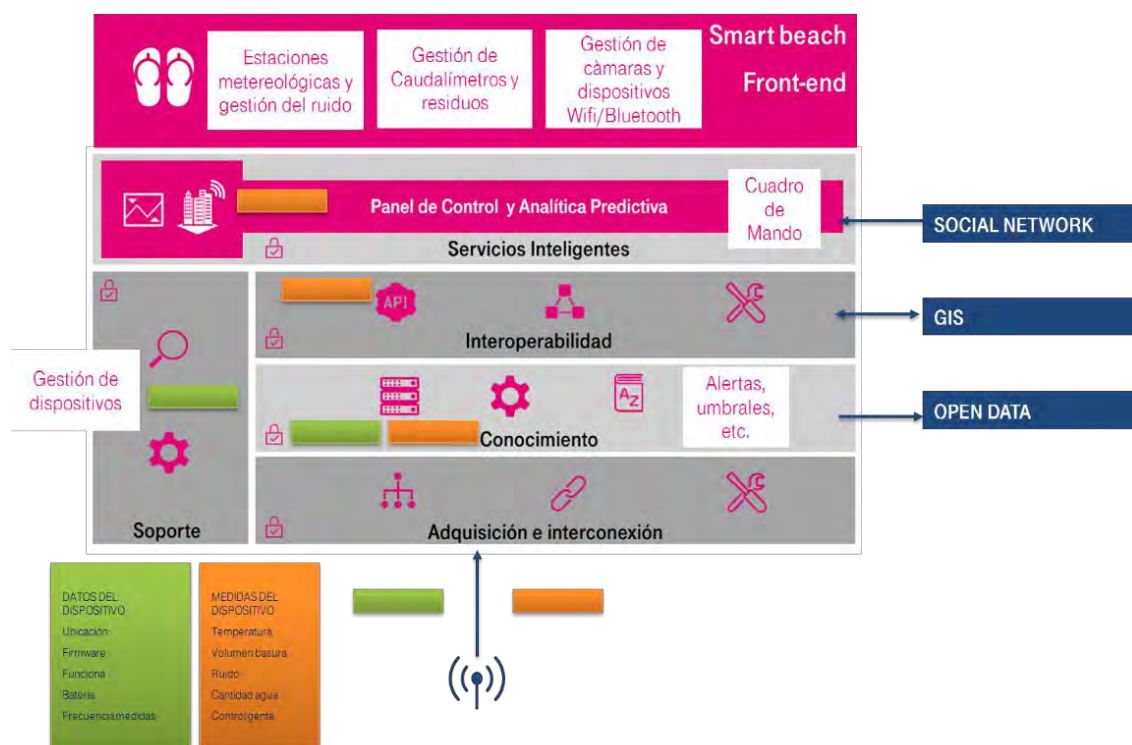 Smart beach
Front-end
Estaciones
metereológicas y
gestión del ruido
Gestión de
Caudalímetros y
residuos
Gestión de
càmaras y
dispositivos
Wifi/Bluetooth
Panel de Control y Analítica Predictiva
Cuadro
de
Mando
Servicios Inteligentes
SOCIAL NETWORK
API
Interoperabilidad
GIS
Gestión de
dispositivos
AZ
Alertas,
umbrales,
etc.
Conocimiento
OPEN DATA
Soporte
Adquisición e interconexión
DATOS DEL
DISPOSITIVO
Ubicación
Firmware
Funciona
Batería
Frecuencia medidas
MEDIDAS DEL
DISPOSITIVO
Temperatura
Volumen basura
Ruido
Cantidad agua
Control gente